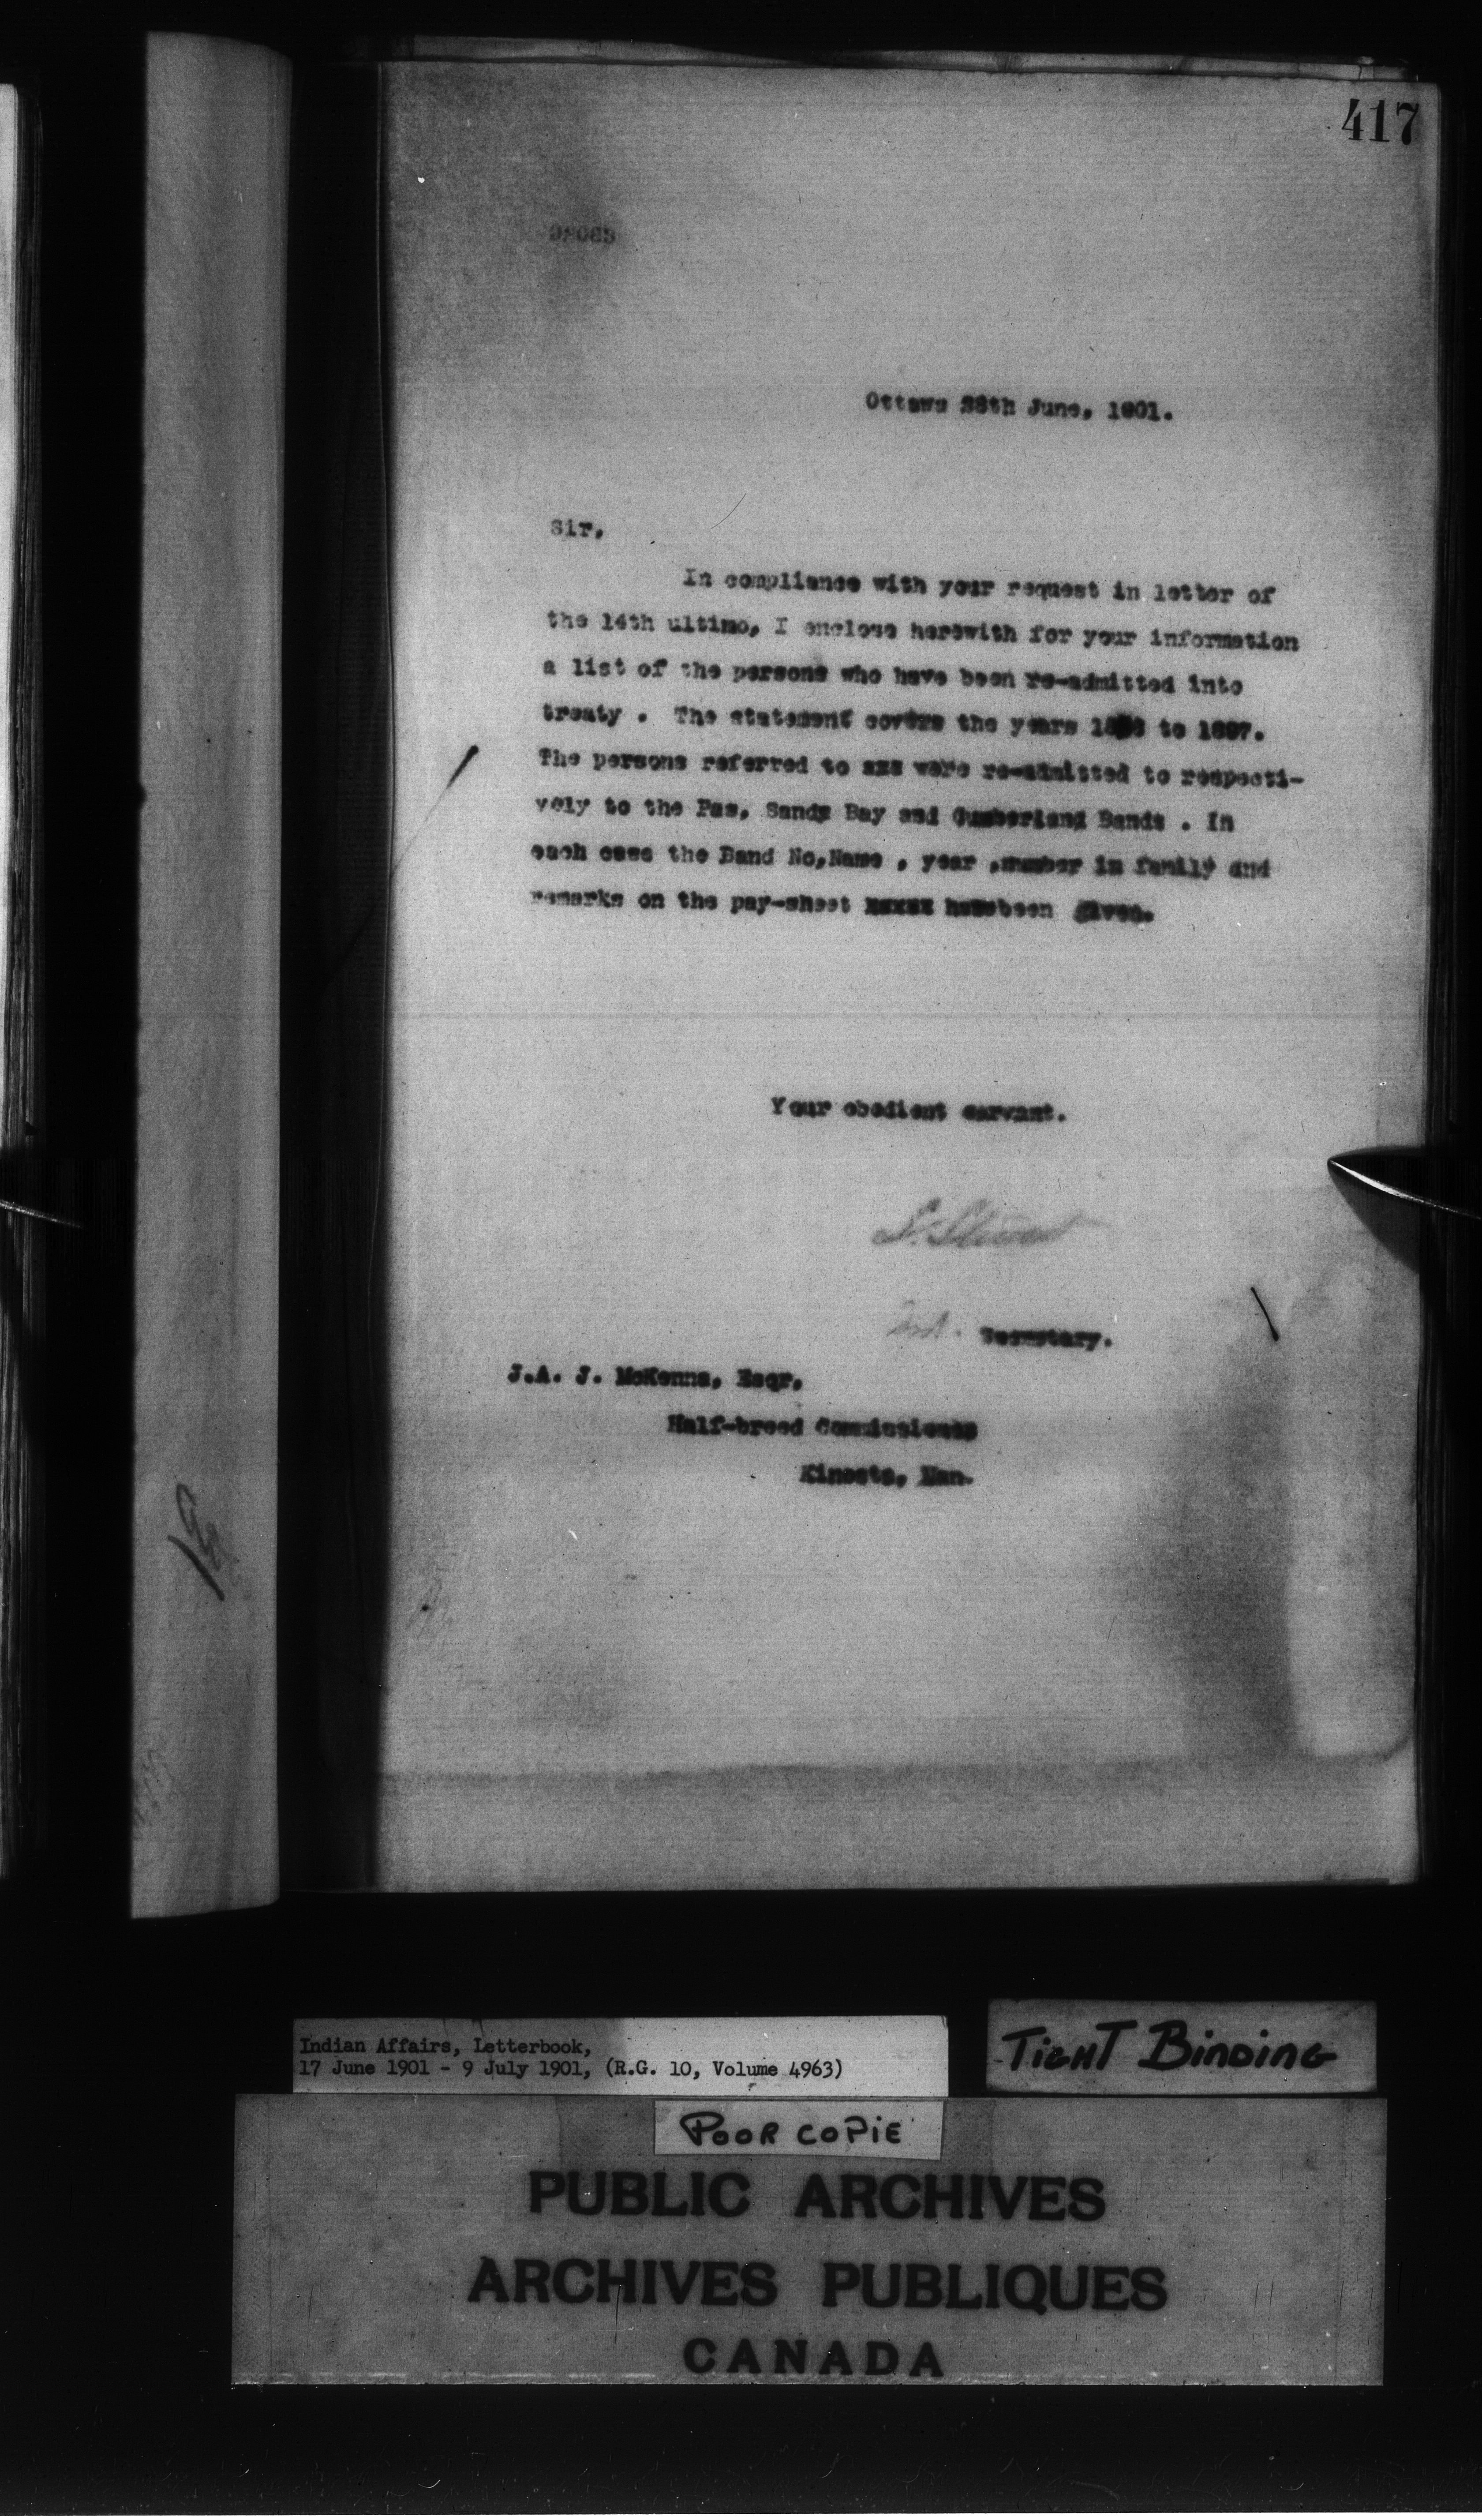 417
Ottawa 28th June, 1901.
Sir,
In compliance with your request in letter of
the 14th ultimo, I enclose herewith for your information
a list of the persons who have been re-admitted into
treaty . The statement covers the years to 1897.
The persons referred to xxx were re-admitted to respecti-
vely to the Pas, Sandy Bay and Cumberland Bands . In
each case the Band No,Name , year ,number in family and
remarks on the pay-sheet xxxxx havebeen given.
Your obedient servant.
S. Stewart
Secretary.
J.A. J. McKenna, Esqr,
Half-breed Commissioner
Kinosta, Man.
Indian Affairs, Letterbook,
17 June 1901 - 9 July 1901, (R.G. 10, Volume 4963)
TIGHT BINDING
POOR COPIE
PUBLIC ARCHIVES
ARCHIVES PUBLIQUES
CANADA